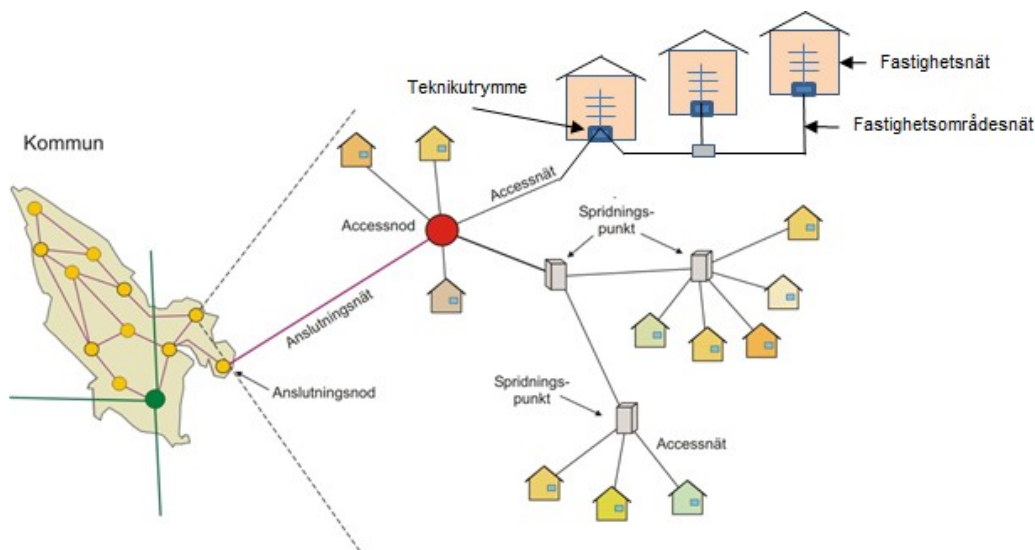 Fastighetsnät
Teknikutrymme
Fastighetsområdesnät
Kommun
Accessnät
Accessnod
Spridnings-
punkt
Anslutningsnät
Anslutningsnod
Spridnings-
punkt
Accessnät